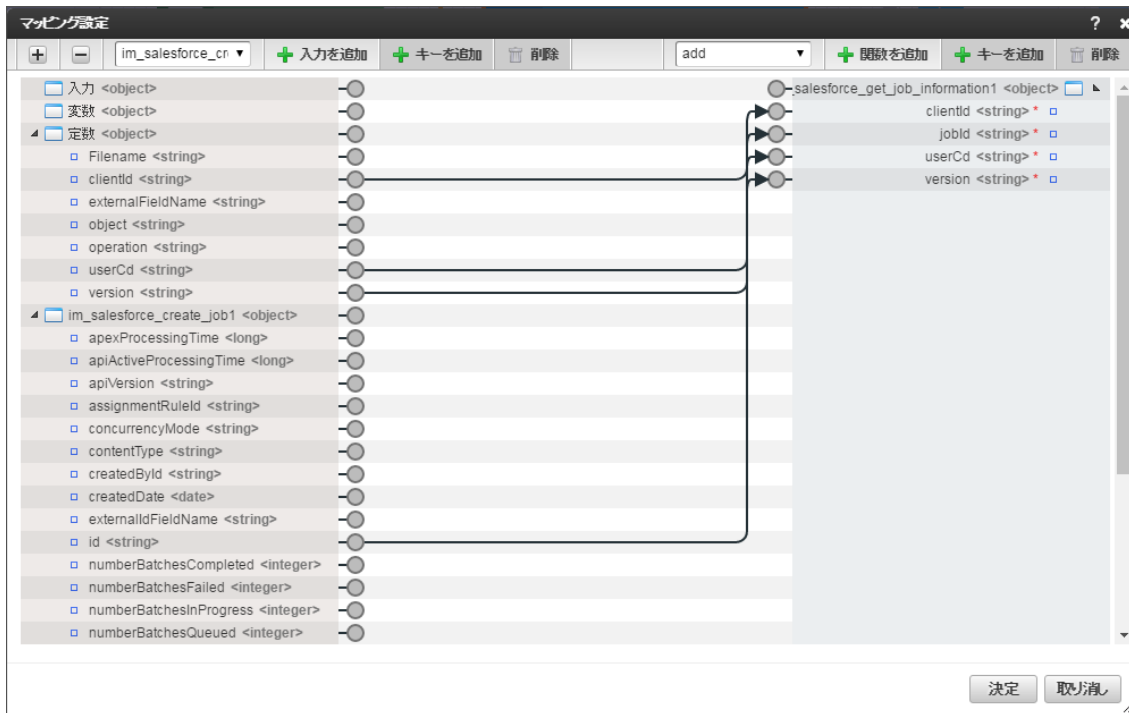 マッピング設定 ? ×
im_salesforce_cr 入力を追加 キーを追加 削除 add 関数を追加 キーを追加 削除
入力 <object> _salesforce_get_job_information1 <object>
変数 <object> clientId <string> *
定数 <object> jobId <string> *
Filename <string> userCd <string> *
clientId <string> version <string> *
externalFieldName <string>
object <string>
operation <string>
userCd <string>
version <string>
im_salesforce_create_job1 <object>
apexProcessingTime <long>
apiActiveProcessingTime <long>
apiVersion <string>
assignmentRuleId <string>
concurrencyMode <string>
contentType <string>
createdById <string>
createdDate <date>
externalIdFieldName <string>
id <string>
numberBatchesCompleted <integer>
numberBatchesFailed <integer>
numberBatchesInProgress <integer>
numberBatchesQueued <integer>
決定 取り消し